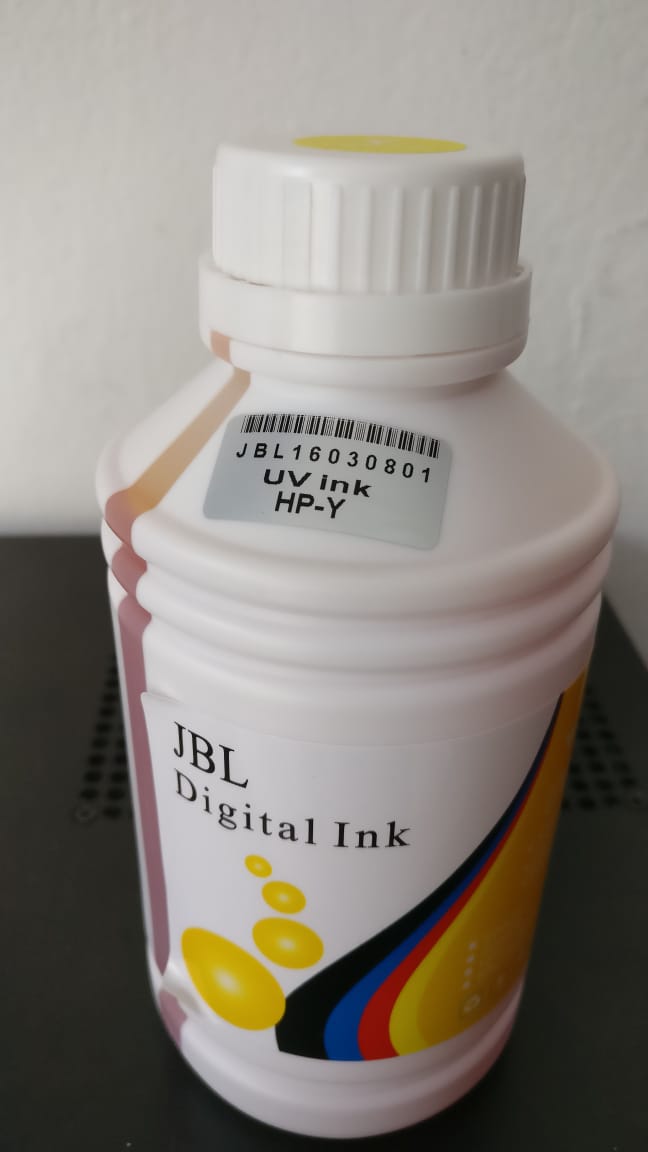 JBL16030801
UV ink
HP-Y
JBL
Digital Ink